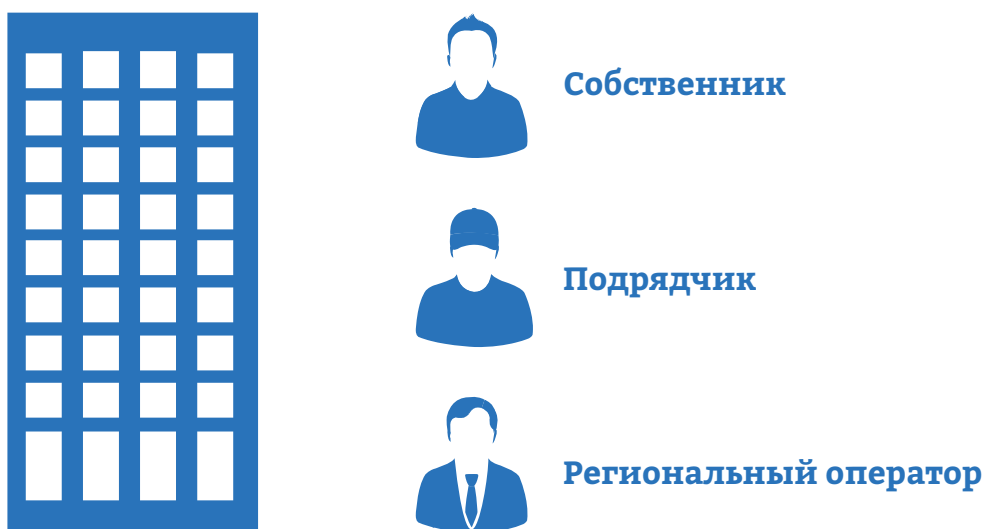 Собственник
Подрядчик
Региональный оператор